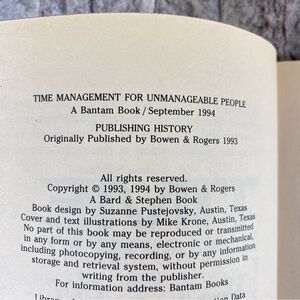 TIME MANAGEMENT FOR UNMANAGEABLE PEOPLE
A Bantam Book / September 1994
PUBLISHING HISTORY
Originally Published by Bowen & Rogers 1993
All rights reserved.
Copyright © 1993, 1994 by Bowen & Rogers
A Bard & Stephen Book
Book design by Suzanne Pustejovsky, Austin, Texas
Cover and text illustrations by Mike Krone, Austin, Texas
No part of this book may be reproduced or transmitted
in any form or by any means, electronic or mechanical,
including photocopying, recording, or by any information
storage and retrieval system, without permission in
writing from the publisher.
For information address: Bantam Books
Data